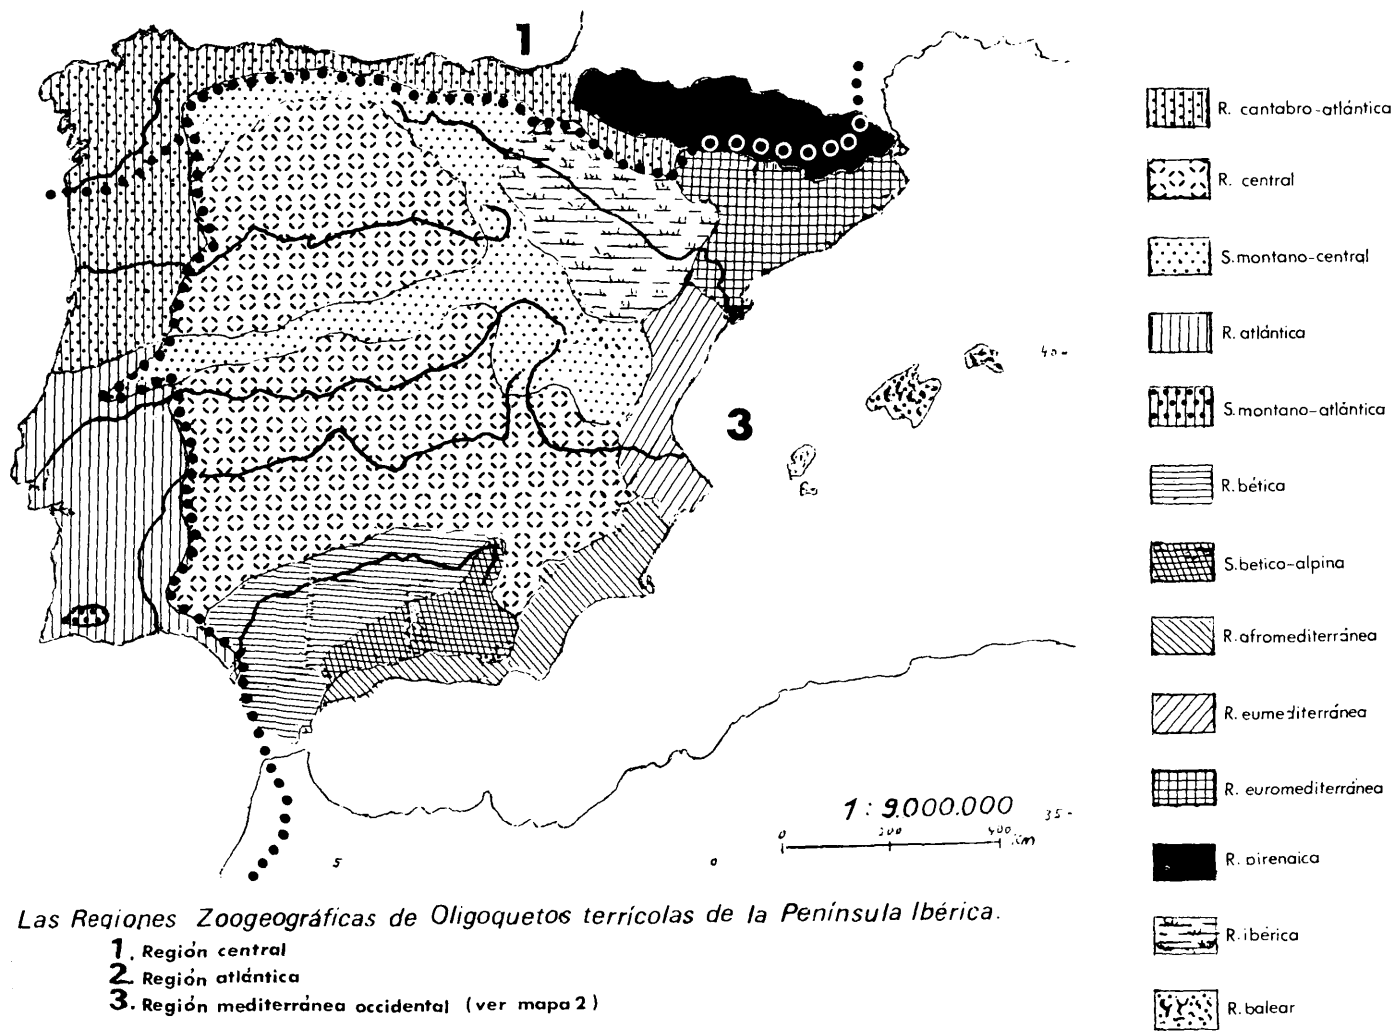 1
3
R. cantabro-atlántica
R. central
S.montano-central
R. atlántica
S.montano-atlántica
R. bética
S.betico-alpina
R. afromediterránea
R. eumediterránea
R. euromediterránea
R. pirenaica
R. ibérica
R. balear
40-
35-
1:9.000.000
0
400 Km
5
0
Las Regiones Zoogeográficas de Oligoquetos terrícolas de la Península Ibérica.
1. Región central
2. Región atlántica
3. Región mediterránea occidental (ver mapa 2)